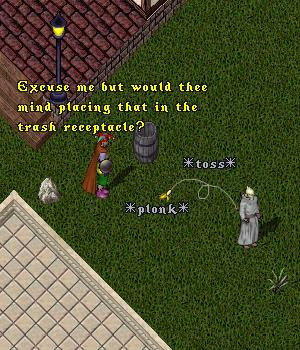 Excuse me but would thee
mind placing that in the
trash receptacle?
*toss*
*plonk*